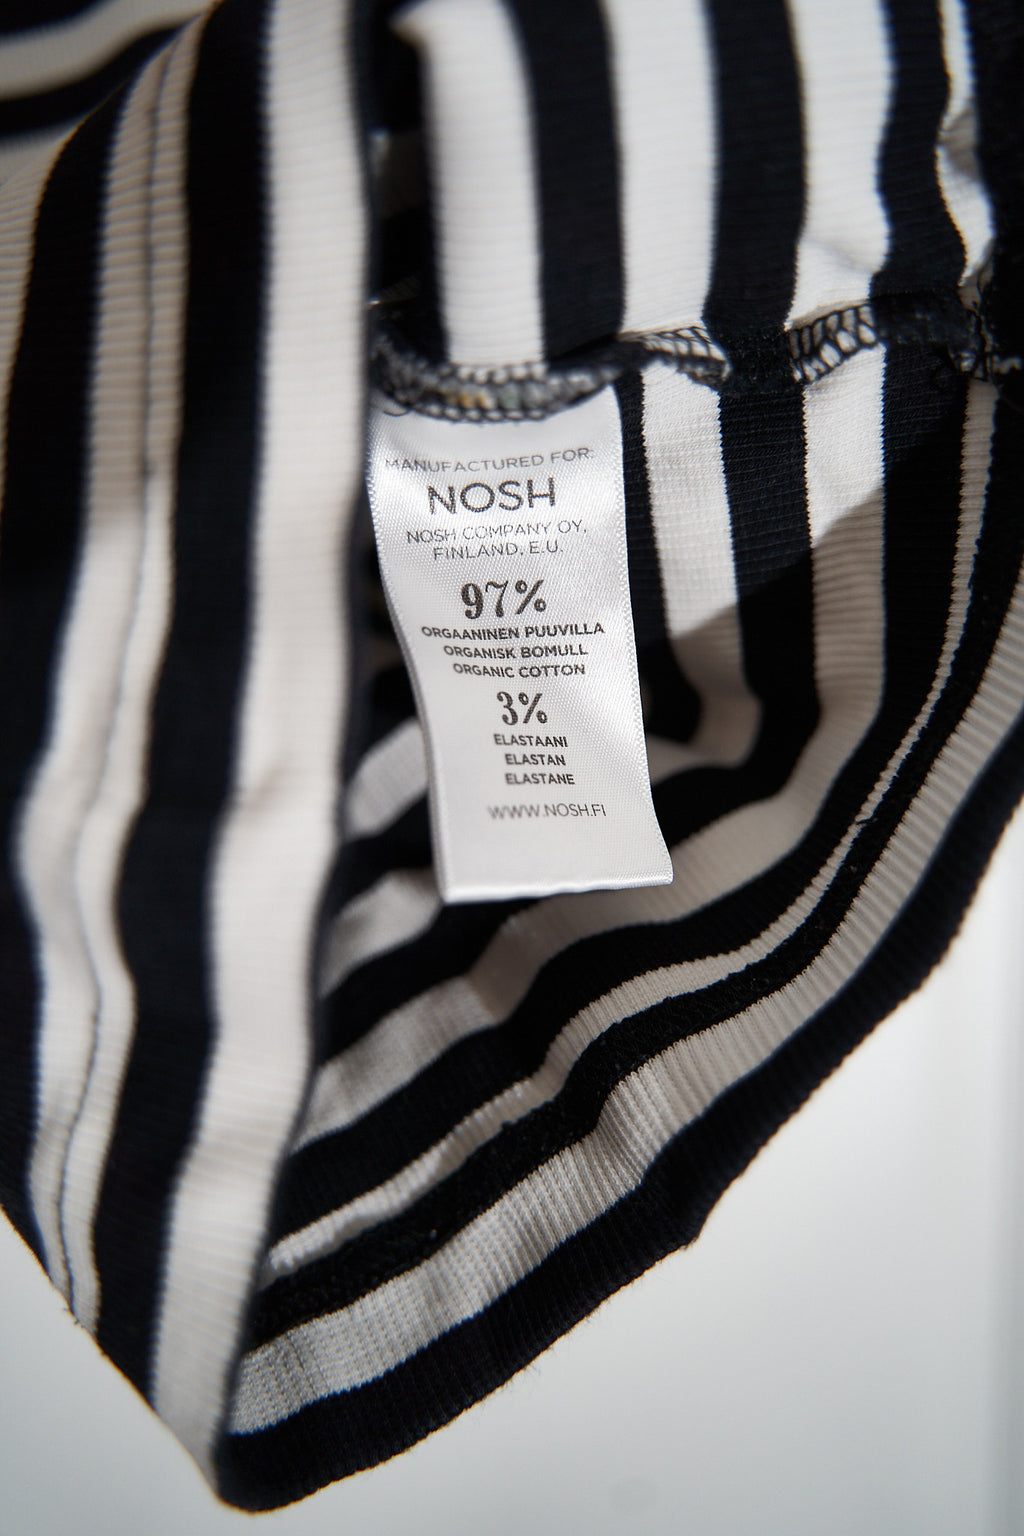 MANUFACTURED FOR:
NOSH
NOSH COMPANY OY,
FINLAND, E.U.
97%
ORGAANINEN PUUVILLA
ORGANISK BOMULL
ORGANIC COTTON
3%
ELASTAANI
ELASTAN
ELASTANE
WWW.NOSH.FI